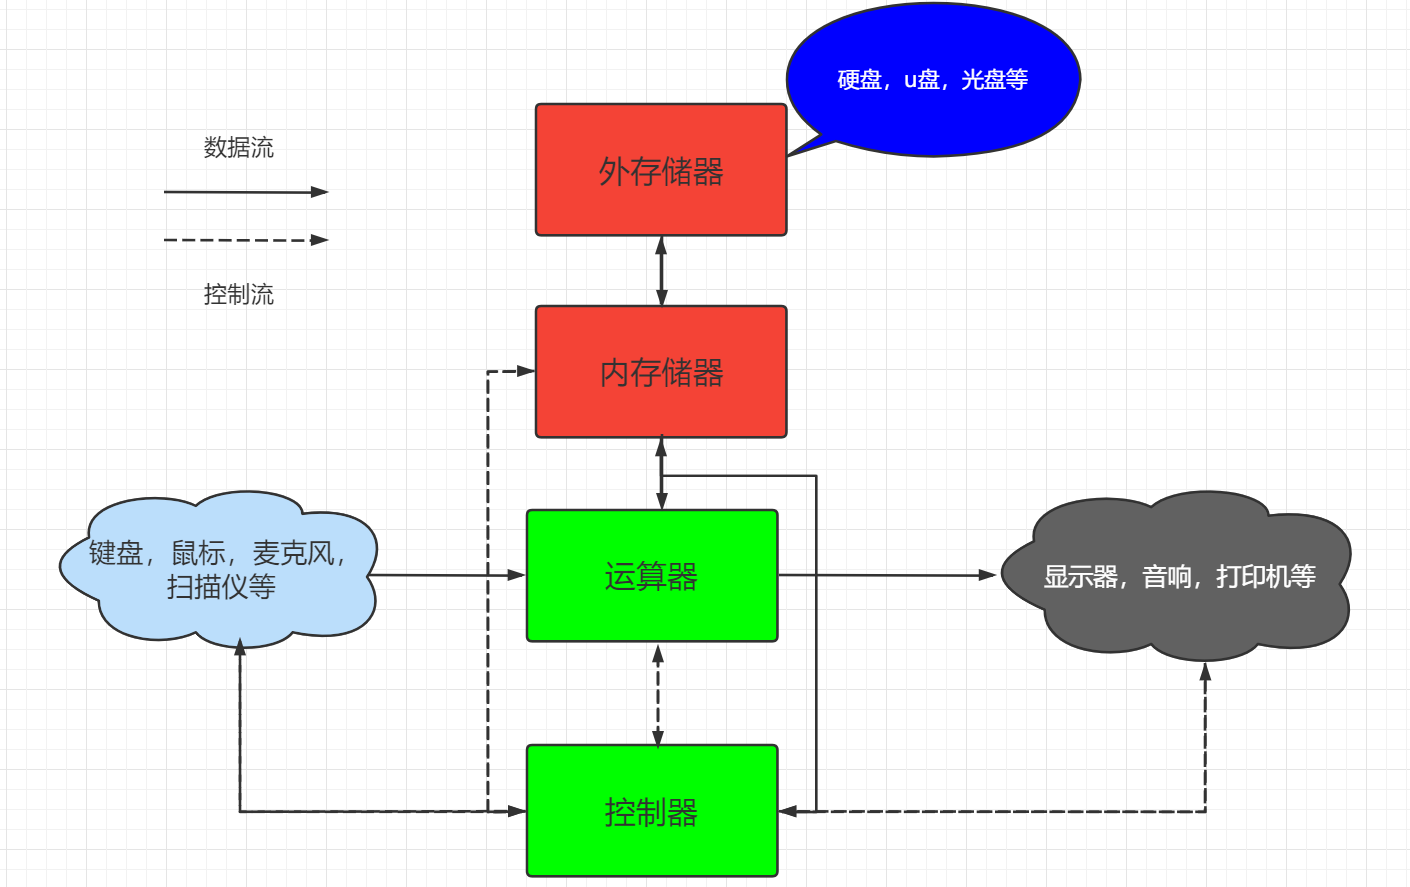 硬盘，u盘，光盘等
数据流
外存储器
控制流
内存储器
键盘，鼠标，麦克风，
扫描仪等
运算器
显示器，音响，打印机等
控制器